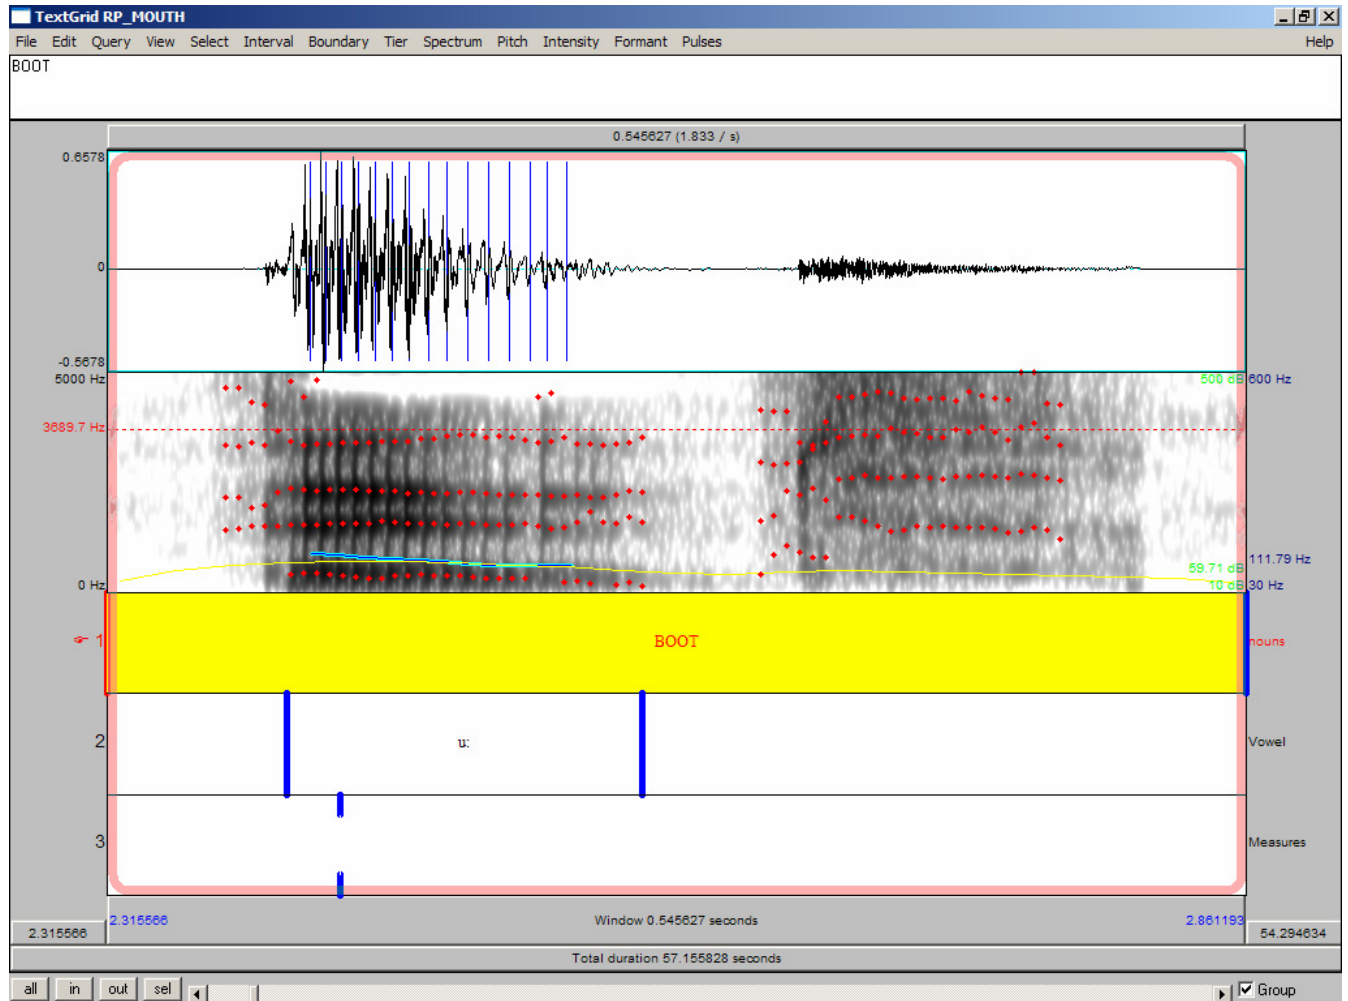 TextGrid RP_MOUTH
File Edit Query View Select Interval Boundary Tier Spectrum Pitch Intensity Formant Pulses Help
BOOT
0.545627 (1.833 / s)
0.6578
0
-0.5678
5000 Hz 500 dB 600 Hz
3689.7 Hz
111.79 Hz
59.71 dB
0 Hz 10 dB 30 Hz
1 BOOT nouns
2 u: Vowel
3 Measures
2.315566 Window 0.545627 seconds 2.861193
2.315566 54.294634
Total duration 57.155828 seconds
all in out sel Group